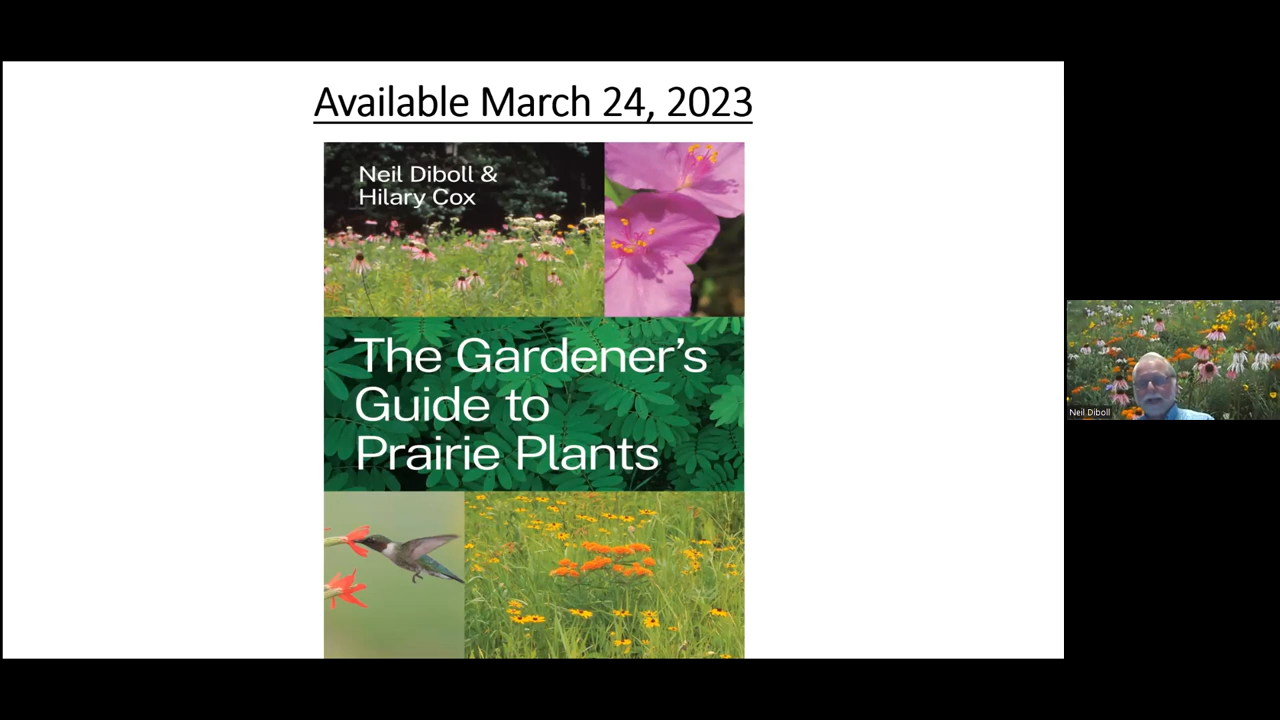 Available March 24, 2023
Neil Diboll &
Hilary Cox
The Gardener's
Guide to
Prairie Plants
Neil Diboll